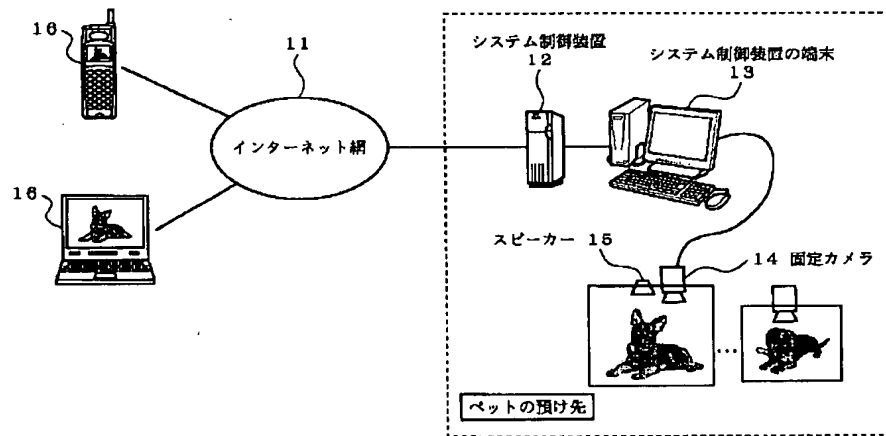 16
11
システム制御装置
12
システム制御装置の端末
13
インターネット網
16
スピーカー 15
14 固定カメラ
...
ペットの預け先